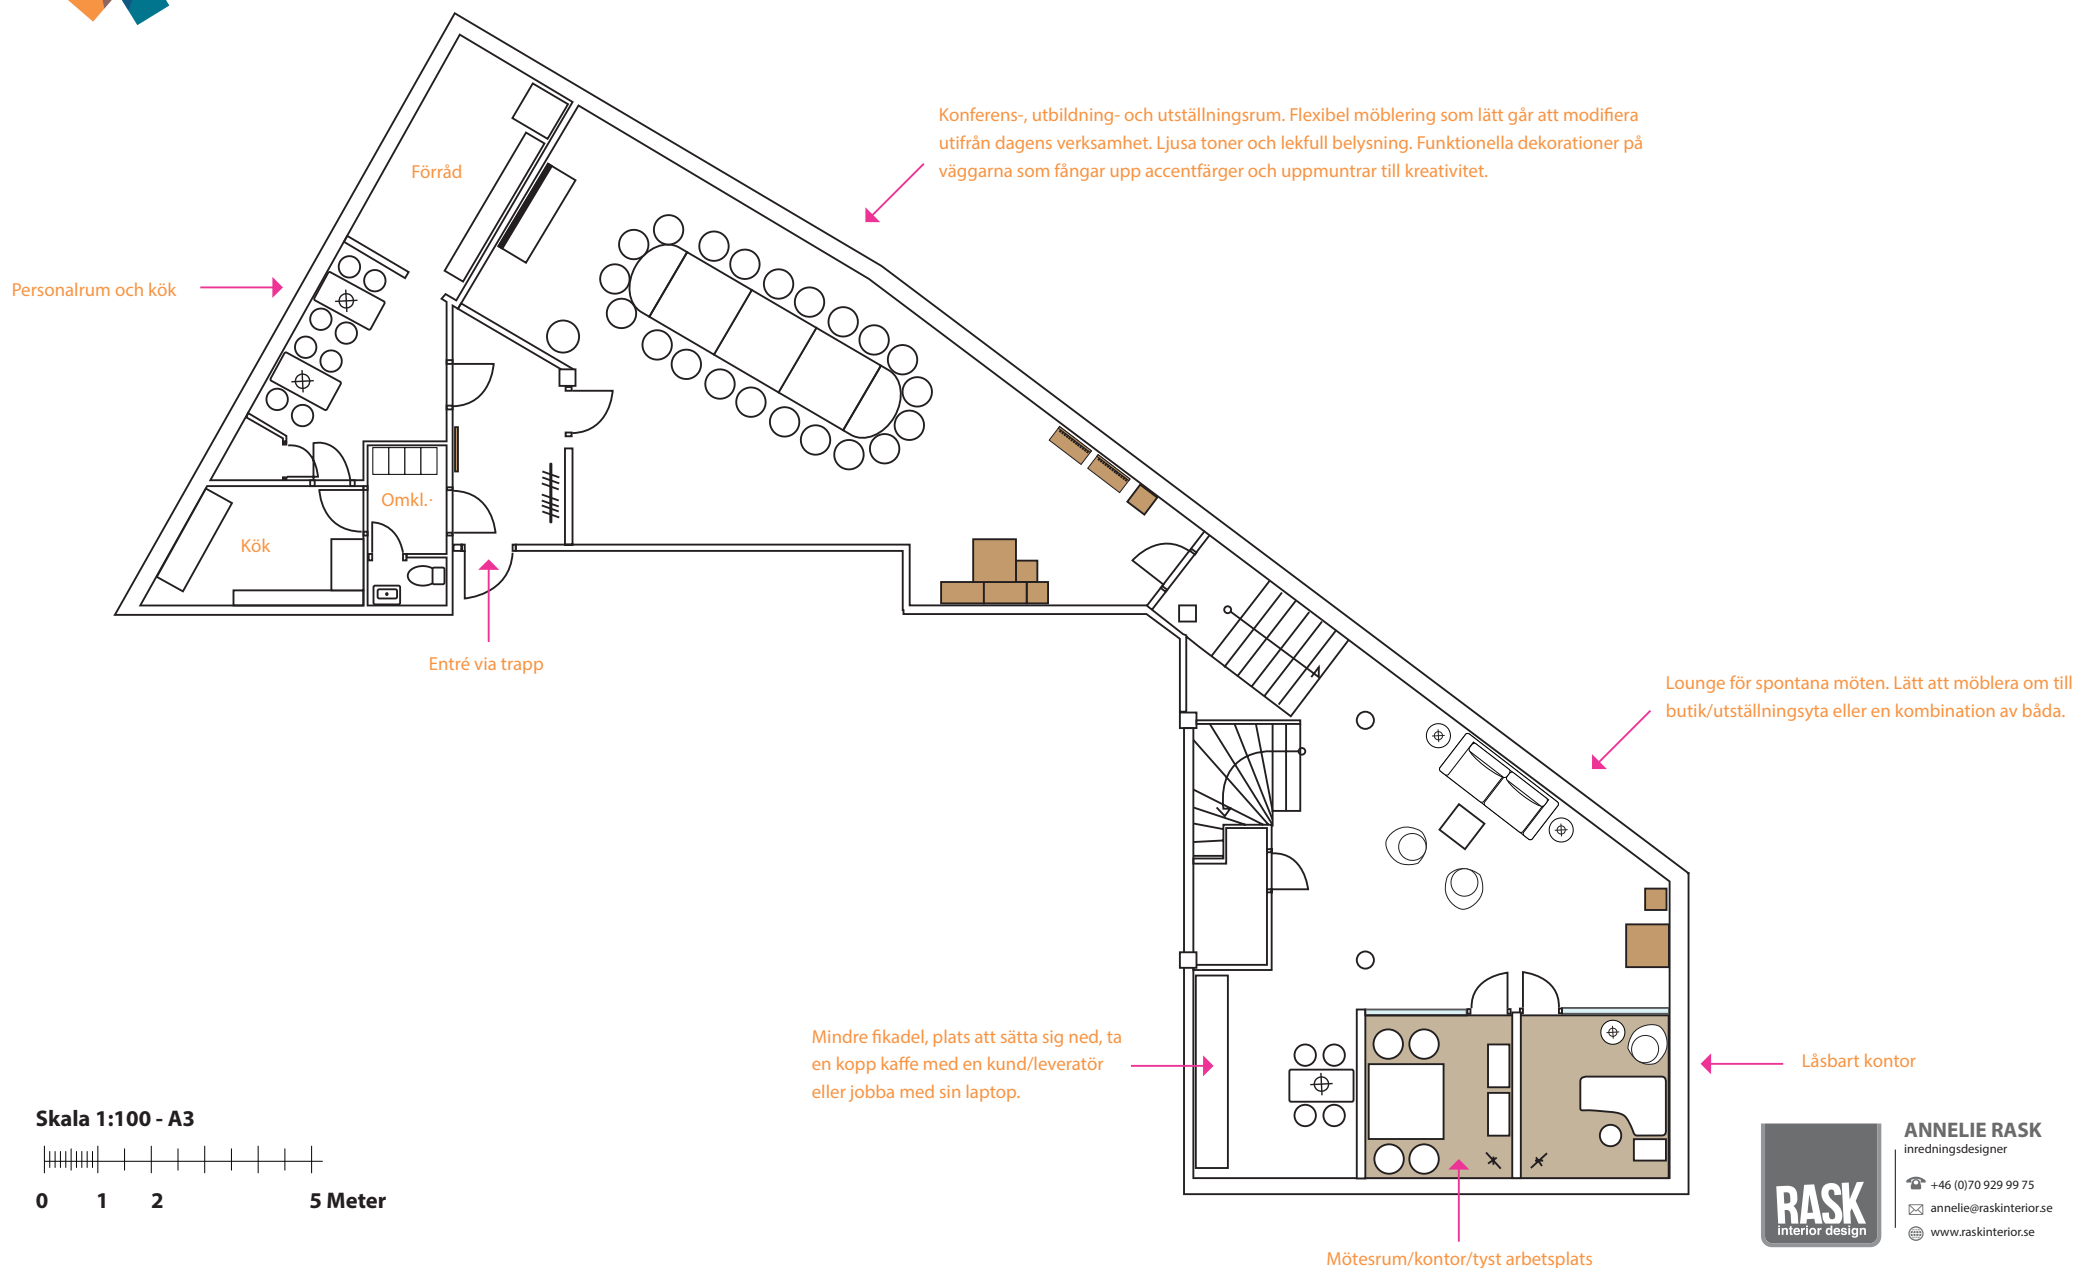 Konferens-, utbildning- och utställningsrum. Flexibel möblering som lätt går att modifiera
utifrån dagens verksamhet. Ljusa toner och lekfull belysning. Funktionella dekorationer på
väggarna som fångar upp accentfärger och uppmuntrar till kreativitet.
Förråd
Personalrum och kök
Omkl.·
Kök
Entré via trapp
Lounge för spontana möten. Lätt att möblera om till
butik/utställningsyta eller en kombination av båda.
Mindre fikadel, plats att sätta sig ned, ta
en kopp kaffe med en kund/leveratör
eller jobba med sin laptop.
Låsbart kontor
Mötesrum/kontor/tyst arbetsplats
Skala 1:100 - A3
0 1 2 5 Meter
RASK
interior design
ANNELIE RASK
inredningsdesigner
+46 (0)70 929 99 75
annelie@raskinterior.se
www.raskinterior.se